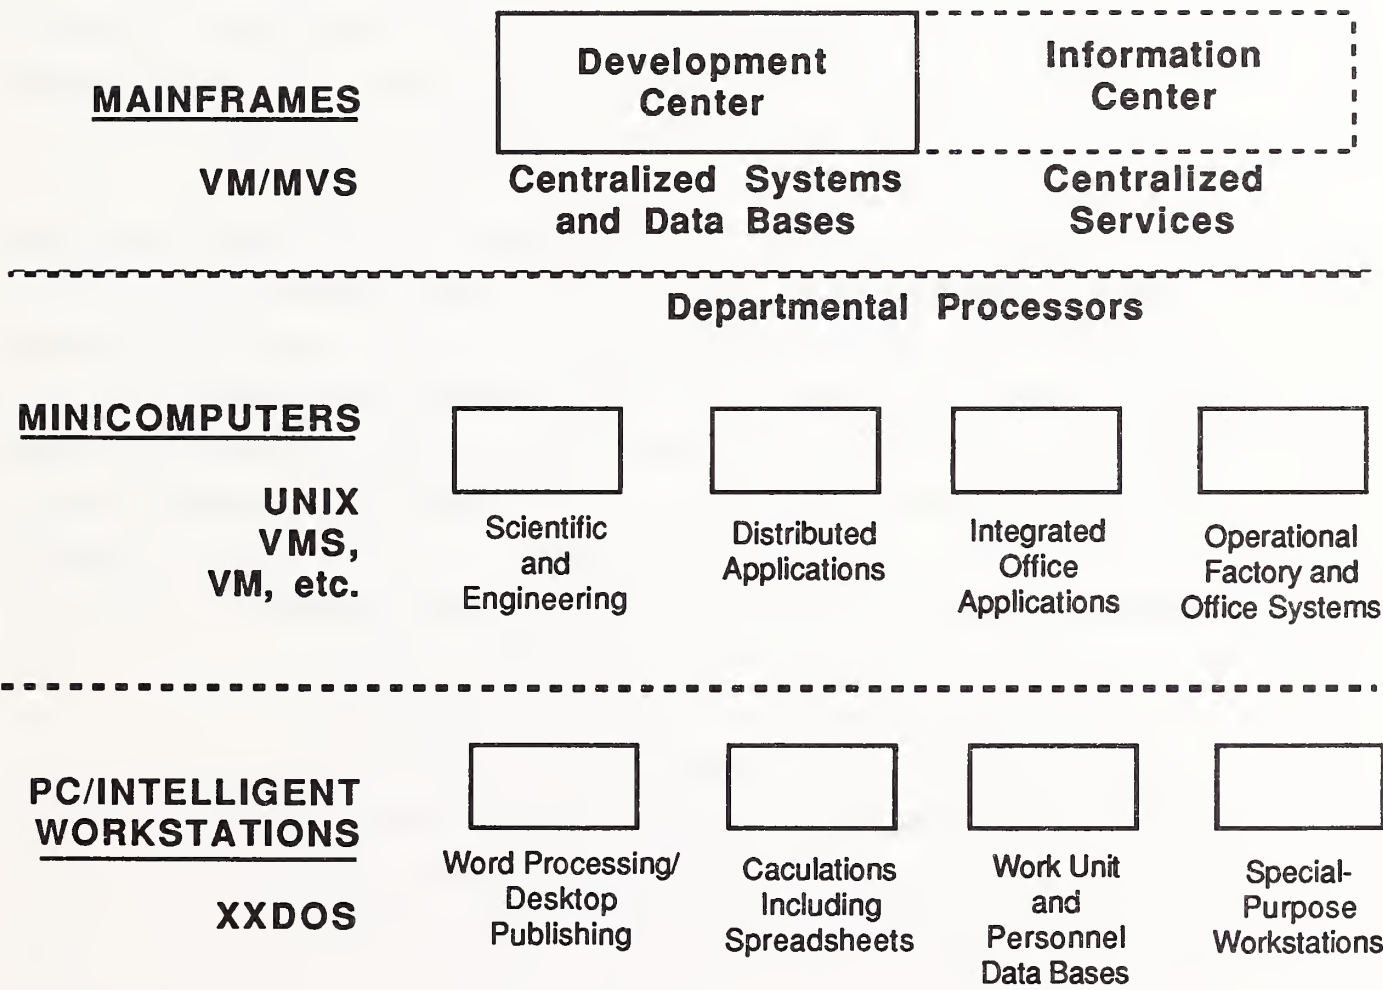 MAINFRAMES
VM/MVS
Development
Center
Information
Center
Centralized Systems
and Data Bases
Centralized
Services
Departmental Processors
MINICOMPUTERS
UNIX
VMS,
VM, etc.
Scientific
and
Engineering
Distributed
Applications
Integrated
Office
Applications
Operational
Factory and
Office Systems
PC/INTELLIGENT
WORKSTATIONS
XXDOS
Word Processing/
Desktop
Publishing
Caculations
Including
Spreadsheets
Work Unit
and
Personnel
Data Bases
Special-
Purpose
Workstations